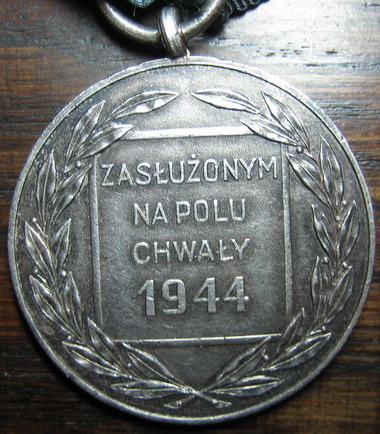 ZASŁUŻONYM
NA POLU
CHWAŁY
1944